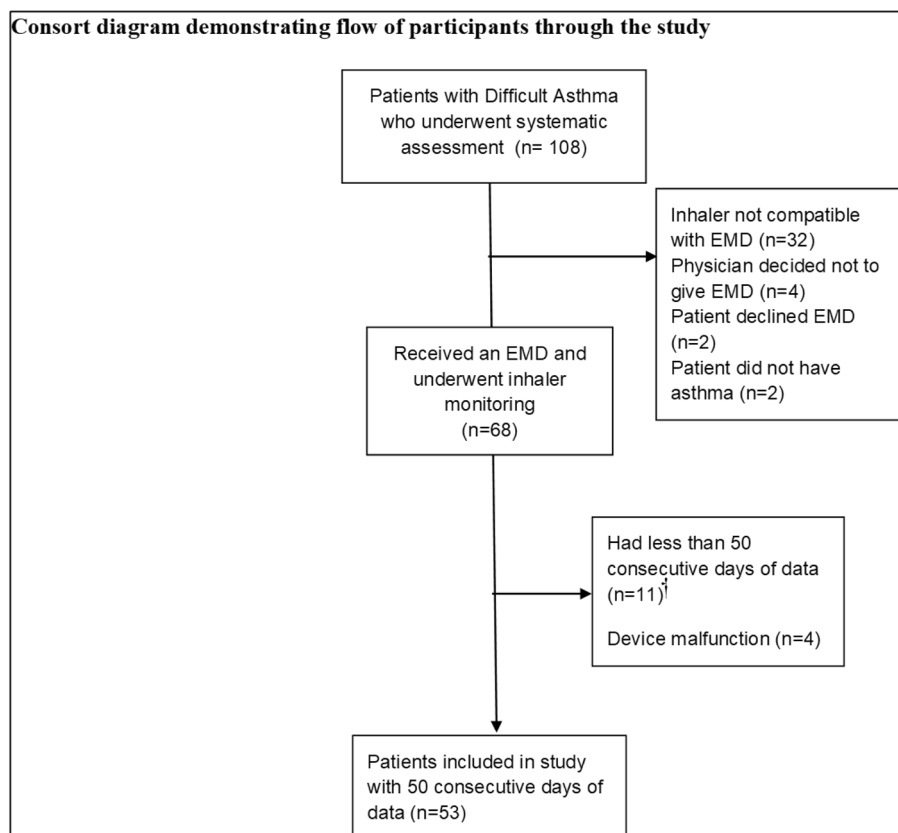 Consort diagram demonstrating flow of participants through the study
Patients with Difficult Asthma
who underwent systematic
assessment (n= 108)
Inhaler not compatible
with EMD (n=32)
Physician decided not to
give EMD (n=4)
Patient declined EMD
(n=2)
Patient did not have
asthma (n=2)
Received an EMD and
underwent inhaler
monitoring
(n=68)
Had less than 50
consecutive days of data
(n=11)†
Device malfunction (n=4)
Patients included in study
with 50 consecutive days of
data (n=53)